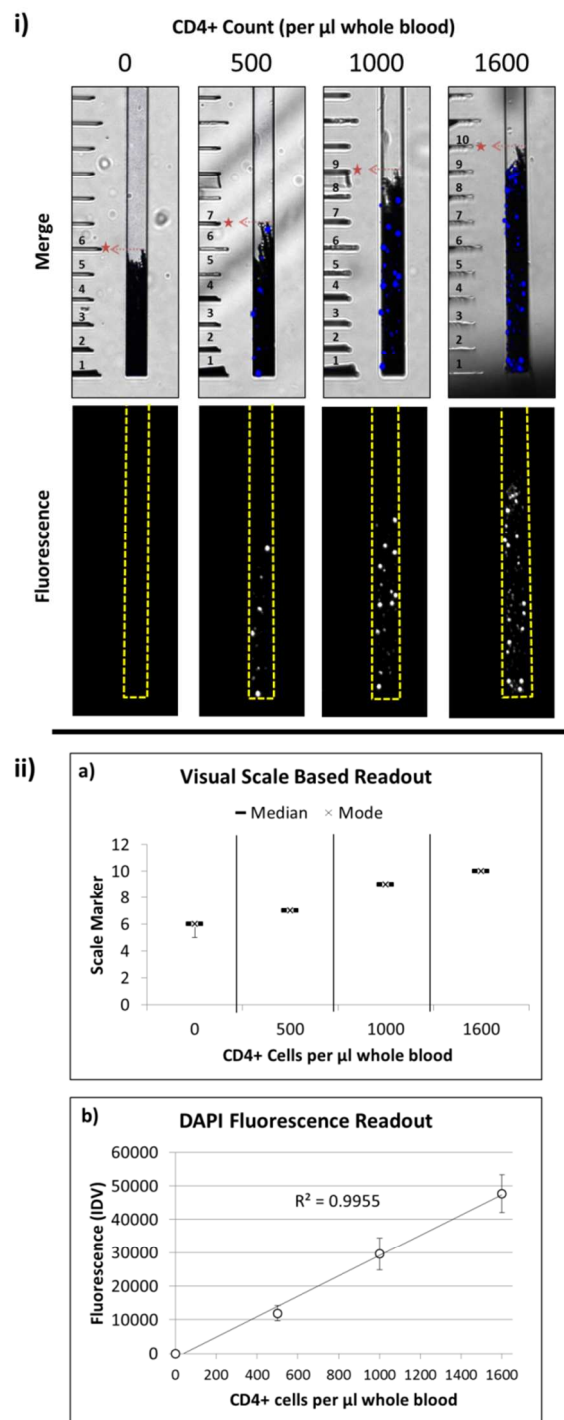 i)
CD4+ Count (per µl whole blood)
0 500 1000 1600
Merge
6
5
4
3
2
1
7
6
5
4
3
2
1
9
8
7
6
5
4
3
2
1
10
9
8
7
6
5
4
3
2
1
Fluorescence
ii)
a)
Visual Scale Based Readout
Median × Mode
Scale Marker
12
10
8
6
4
2
0
0 500 1000 1600
CD4+ Cells per µl whole blood
b)
DAPI Fluorescence Readout
Fluorescence (IDV)
60000
50000
40000
30000
20000
10000
0
R² = 0.9955
0 200 400 600 800 1000 1200 1400 1600
CD4+ cells per µl whole blood